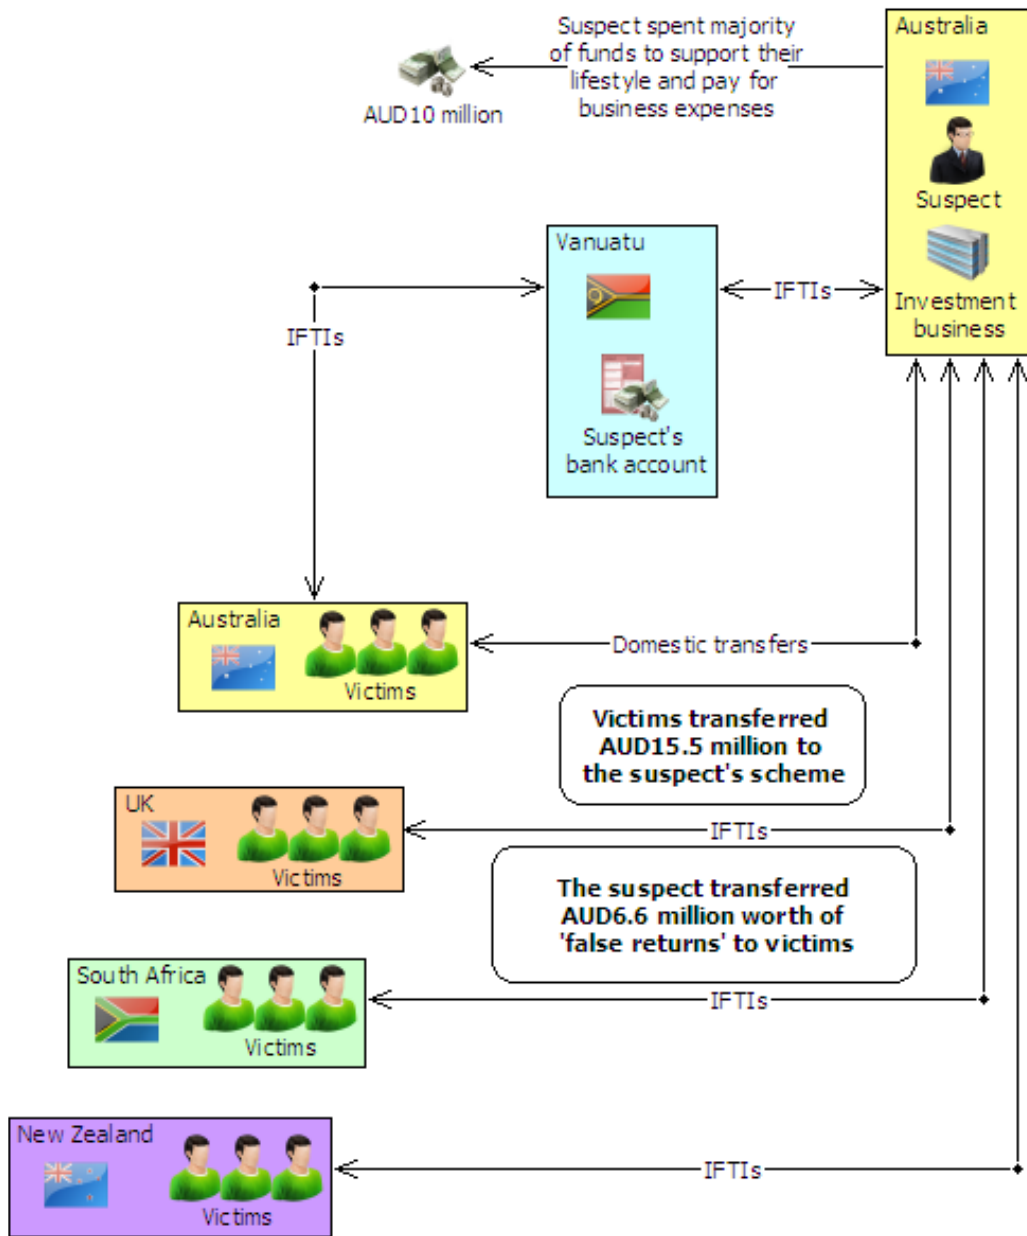 Suspect spent majority
of funds to support their
lifestyle and pay for
business expenses
AUD10 million
Australia
Suspect
Investment
business
Vanuatu
Suspect's
bank account
IFTIs
IFTIs
Australia
Victims
Domestic transfers
Victims transferred
AUD15.5 million to
the suspect's scheme
UK
Victims
IFTIs
The suspect transferred
AUD6.6 million worth of
'false returns' to victims
South Africa
Victims
IFTIs
New Zealand
Victims
IFTIs